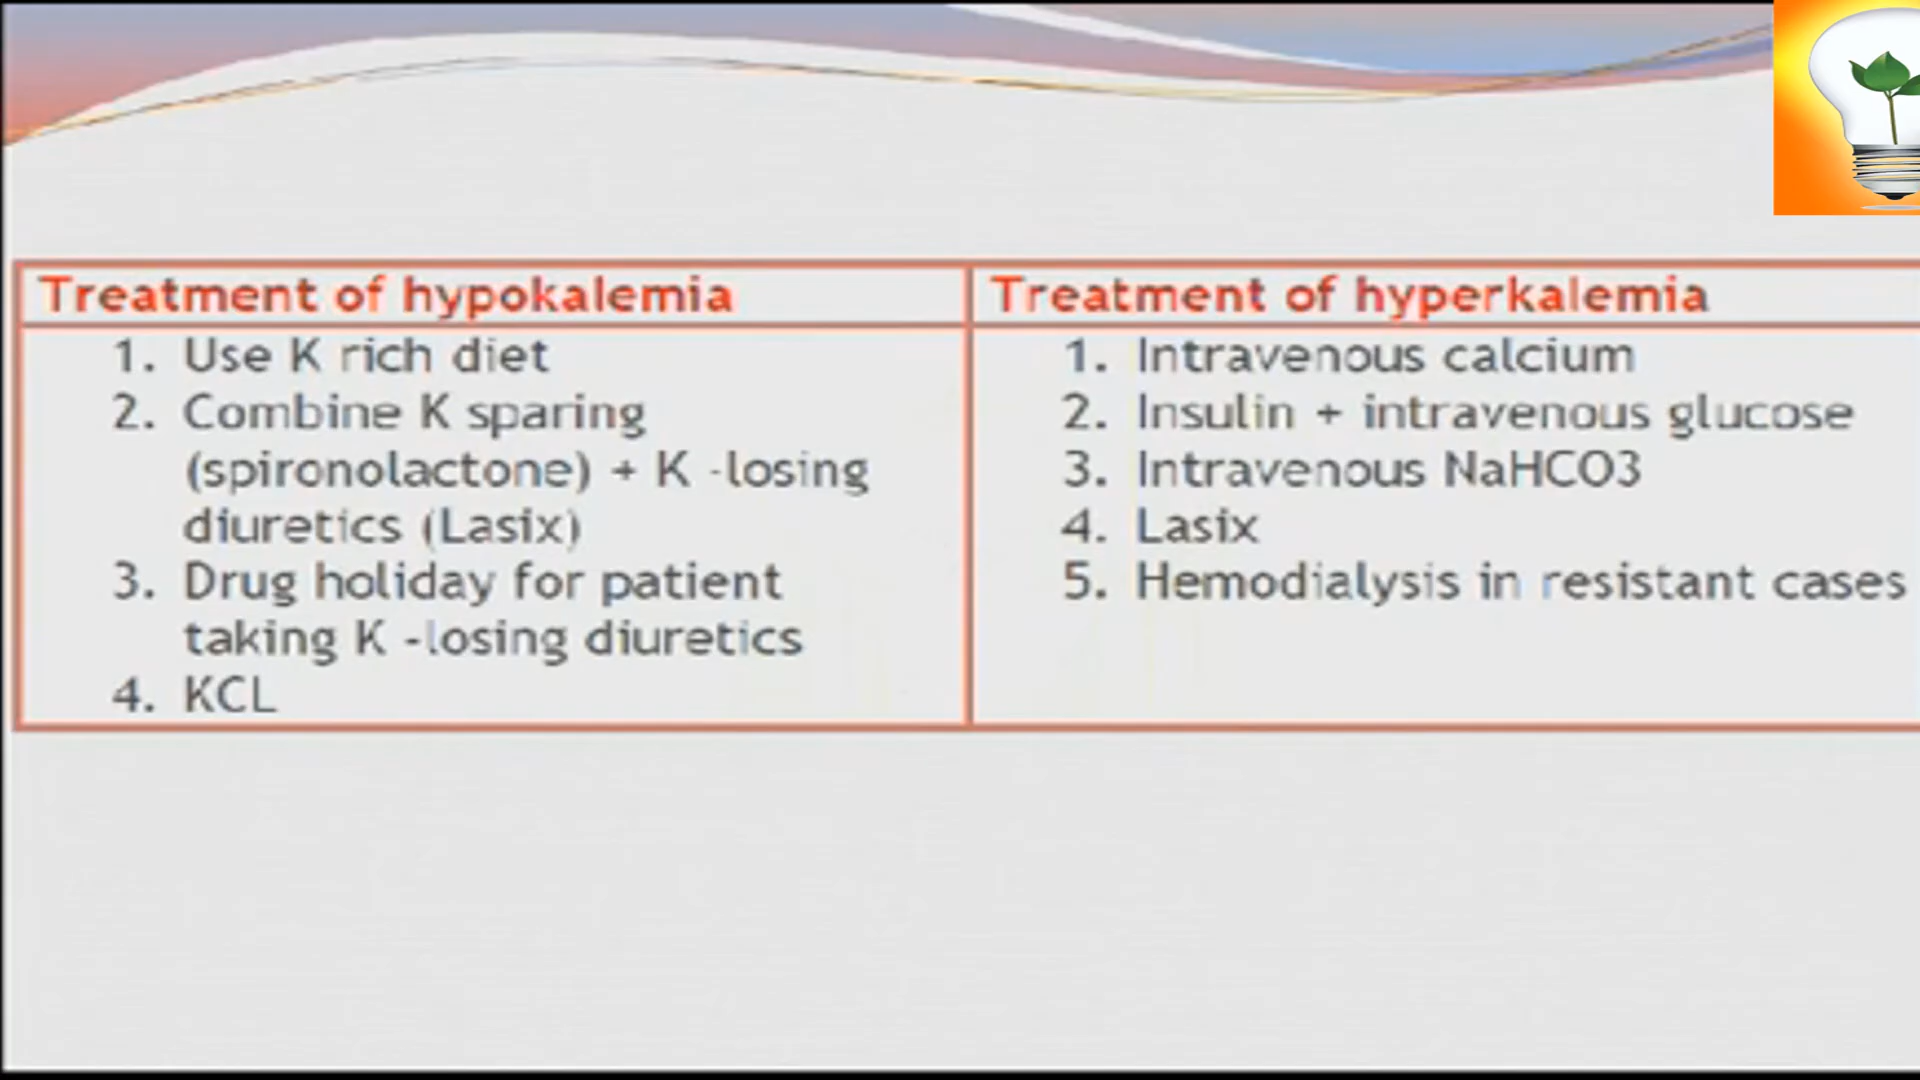 Treatment of hypokalemia
1. Use K rich diet
2. Combine K sparing
(spironolactone) + K -losing
diuretics (Lasix)
3. Drug holiday for patient
taking K -losing diuretics
4. KCL
Treatment of hyperkalemia
1. Intravenous calcium
2. Insulin + intravenous glucose
3. Intravenous NaHCO3
4. Lasix
5. Hemodialysis in resistant cases